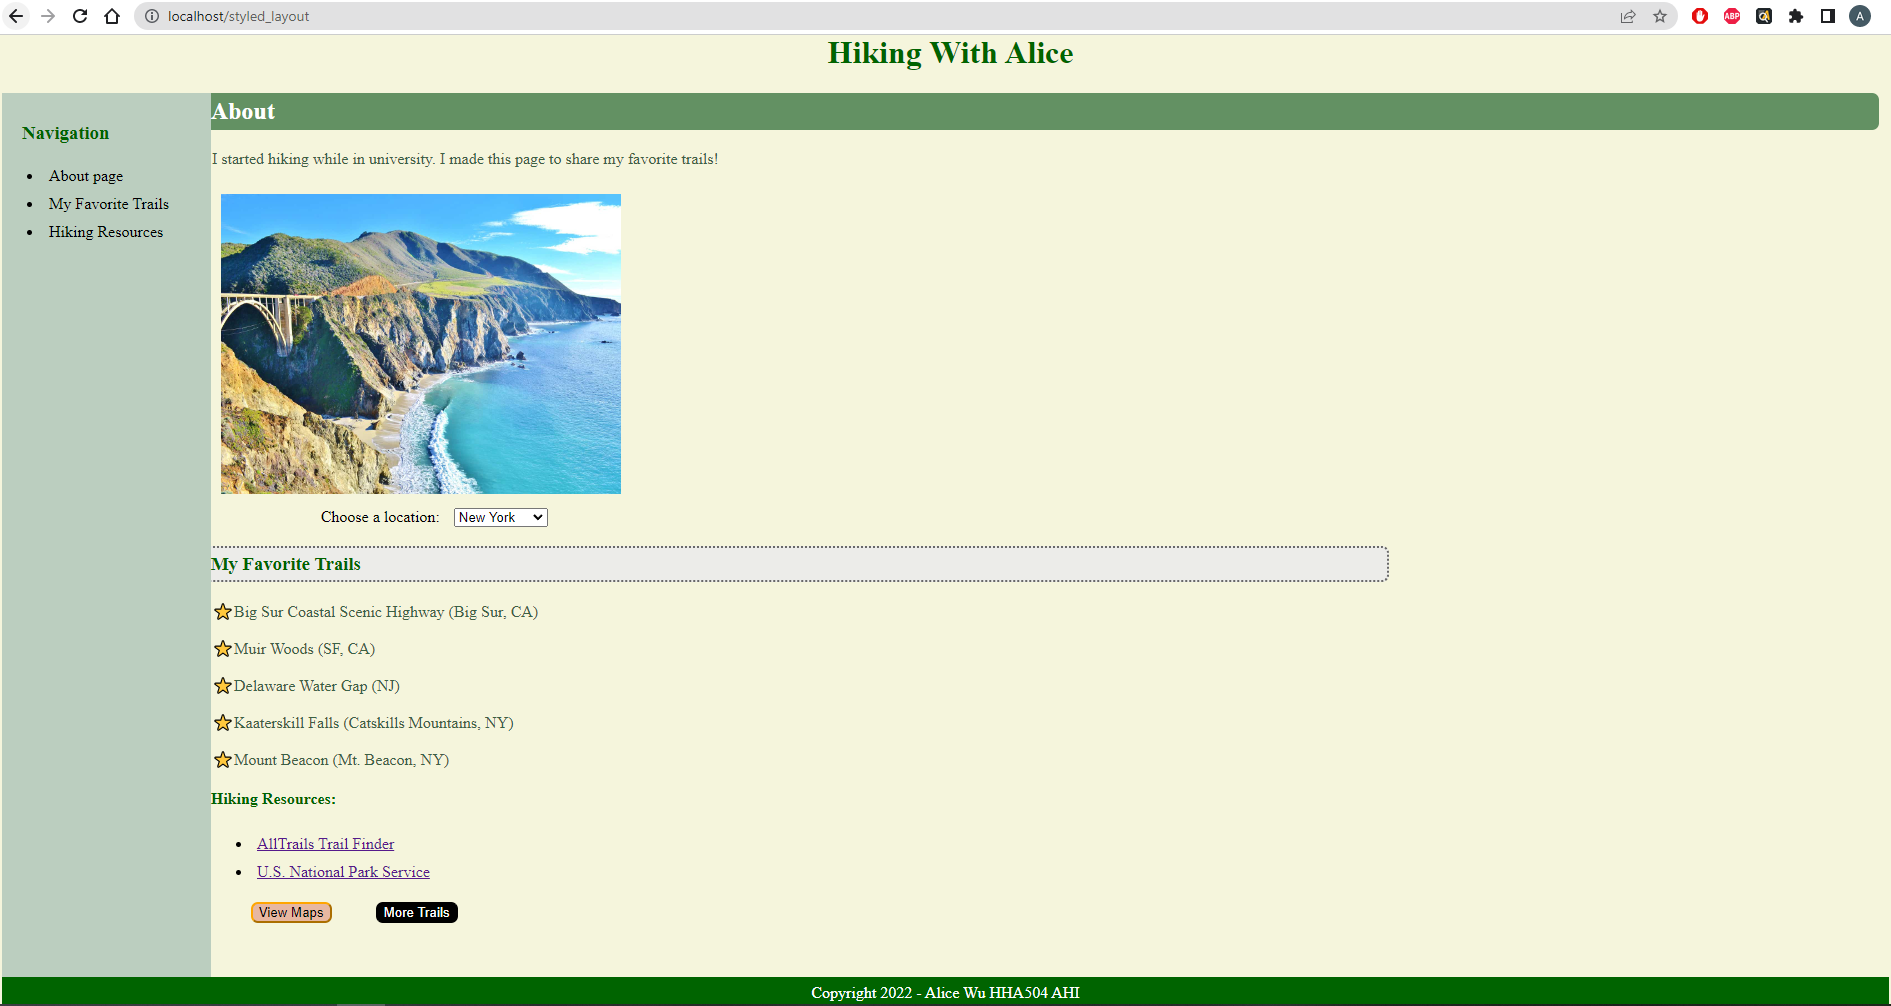 localhost/styled_layout
ABP
A
Hiking With Alice
Navigation
About page
My Favorite Trails
Hiking Resources
About
I started hiking while in university. I made this page to share my favorite trails!
Choose a location: New York
My Favorite Trails
Big Sur Coastal Scenic Highway (Big Sur, CA)
Muir Woods (SF, CA)
Delaware Water Gap (NJ)
Kaaterskill Falls (Catskills Mountains, NY)
Mount Beacon (Mt. Beacon, NY)
Hiking Resources:
AllTrails Trail Finder
U.S. National Park Service
View Maps More Trails
Copyright 2022 - Alice Wu HHA504 AHI